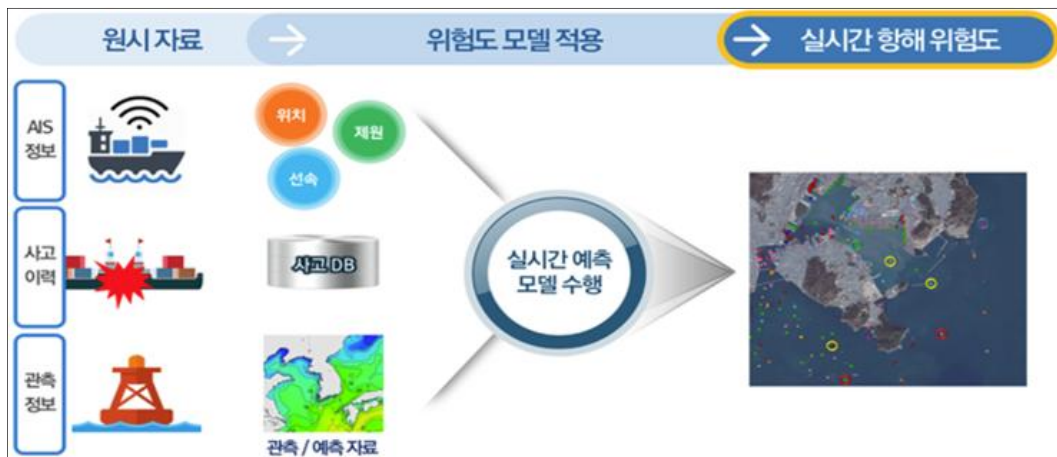 원시 자료
위험도 모델 적용
실시간 항해 위험도
AIS
정보
위치
제원
선속
사고
이력
사고 DB
실시간 예측
모델 수행
관측
정보
관측 / 예측 자료